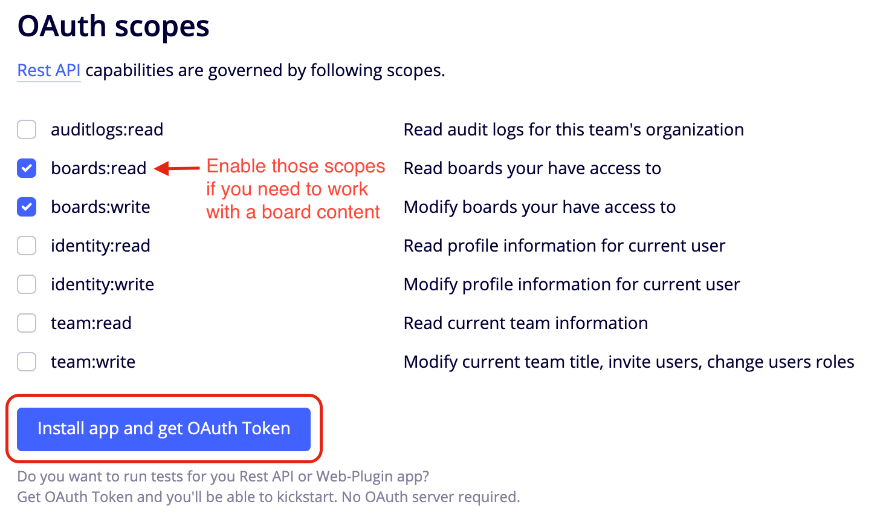 OAuth scopes
Rest API capabilities are governed by following scopes.
auditlogs:read Read audit logs for this team's organization
boards:read Read boards your have access to
Enable those scopes
if you need to work
with a board content
boards:write Modify boards your have access to
identity:read Read profile information for current user
identity:write Modify profile information for current user
team:read Read current team information
team:write Modify current team title, invite users, change users roles
Install app and get OAuth Token
Do you want to run tests for you Rest API or Web-Plugin app?
Get OAuth Token and you'll be able to kickstart. No OAuth server required.